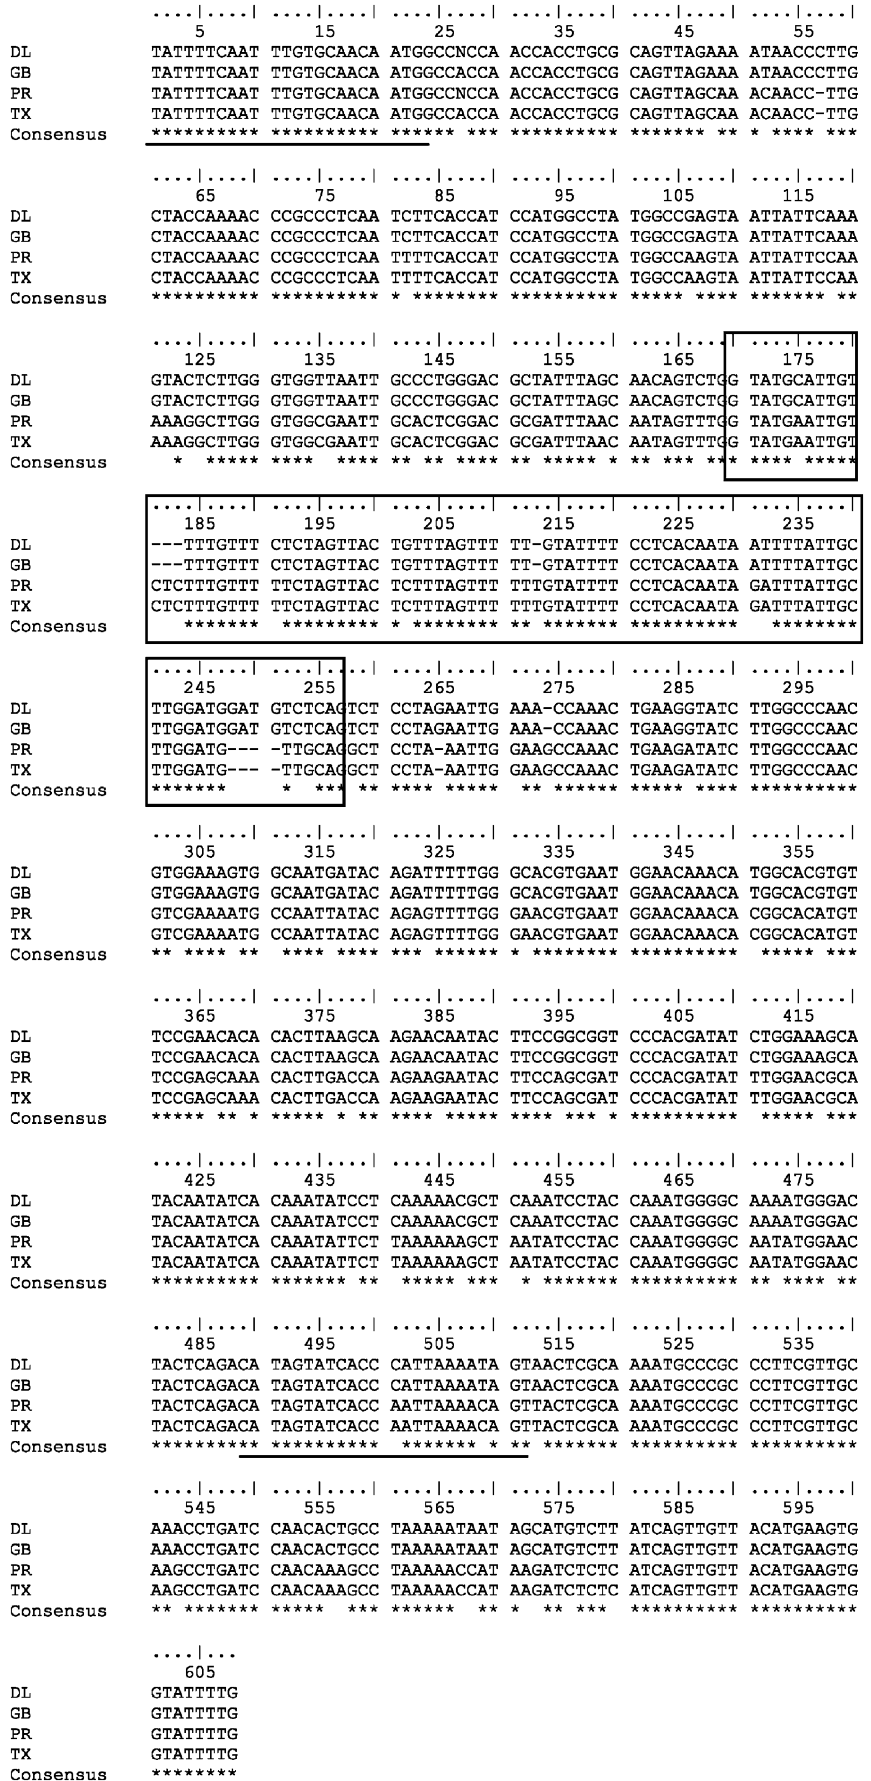 ....|....| ....|....| ....|....| ....|....| ....|....| ....|....|
5 15 25 35 45 55
DL TATTTTCAAT TTGTGCAACA ATGGCCNCCA ACCACCTGCG CAGTTAGAAA ATAACCCTTG
GB TATTTTCAAT TTGTGCAACA ATGGCCACCA ACCACCTGCG CAGTTAGAAA ATAACCCTTG
PR TATTTTCAAT TTGTGCAACA ATGGCCACCA ACCACCTGCG CAGTTAGCAA ACAACC-TTG
TX TATTTTCAAT TTGTGCAACA ATGGCCACCA ACCACCTGCG CAGTTAGCAA ACAACC-TTG
Consensus ********** ********** ****** *** ********** ******* ** * **** ***
....|....| ....|....| ....|....| ....|....| ....|....| ....|....|
65 75 85 95 105 115
DL CTACCAAAAC CCGCCCTCAA TCTTCACCAT CCATGGCCTA TGGCCGAGTA ATTATTCAAA
GB CTACCAAAAC CCGCCCTCAA TCTTCACCAT CCATGGCCTA TGGCCGAGTA ATTATTCAAA
PR CTACCAAAAC CCGCCCTCAA TTTTCACCAT CCATGGCCTA TGGCCAAGTA ATTATTCCAA
TX CTACCAAAAC CCGCCCTCAA TTTTCACCAT CCATGGCCTA TGGCCAAGTA ATTATTCCAA
Consensus ********** ********** * ******** ********** ***** **** ******* **
....|....| ....|....| ....|....| ....|....| ....|....| ....|....|
125 135 145 155 165 175
DL GTACTCTTGG GTGGTTAATT GCCCTGGGAC GCTATTTAGC AACAGTCTGG TATGCATTGT
GB GTACTCTTGG GTGGTTAATT GCCCTGGGAC GCTATTTAGC AACAGTCTGG TATGCATTGT
PR AAAGGCTTGG GTGGCGAATT GCACTCGGAC GCGATTTAAC AATAGTTTGG TATGAATTGT
TX AAAGGCTTGG GTGGCGAATT GCACTCGGAC GCGATTTAAC AATAGTTTGG TATGAATTGT
Consensus * ***** **** **** ** ** **** ** ***** * ** *** *** **** *****
....|....| ....|....| ....|....| ....|....| ....|....| ....|....|
185 195 205 215 225 235
DL ---TTTGTTT CTCTAGTTAC TGTTTAGTTT TT-GTATTTT CCTCACAATA ATTTTATTGC
GB ---TTTGTTT CTCTAGTTAC TGTTTAGTTT TT-GTATTTT CCTCACAATA ATTTTATTGC
PR CTCTTTGTTT TTCTAGTTAC TCTTTAGTTT TTTGTATTTT CCTCACAATA GATTTATTGC
TX CTCTTTGTTT TTCTAGTTAC TCTTTAGTTT TTTGTATTTT CCTCACAATA GATTTATTGC
Consensus ******* ********* * ******** ** ******* ********** ********
....|....| ....|....| ....|....| ....|....| ....|....| ....|....|
245 255 265 275 285 295
DL TTGGATGGAT GTCTCAGTCT CCTAGAATTG AAA-CCAAAC TGAAGGTATC TTGGCCCAAC
GB TTGGATGGAT GTCTCAGTCT CCTAGAATTG AAA-CCAAAC TGAAGGTATC TTGGCCCAAC
PR TTGGATG--- -TTGCAGGCT CCTA-AATTG GAAGCCAAAC TGAAGATATC TTGGCCCAAC
TX TTGGATG--- -TTGCAGGCT CCTA-AATTG GAAGCCAAAC TGAAGATATC TTGGCCCAAC
Consensus ******* * *** ** **** ***** ** ****** ***** **** **********
....|....| ....|....| ....|....| ....|....| ....|....| ....|....|
305 315 325 335 345 355
DL GTGGAAAGTG GCAATGATAC AGATTTTTGG GCACGTGAAT GGAACAAACA TGGCACGTGT
GB GTGGAAAGTG GCAATGATAC AGATTTTTGG GCACGTGAAT GGAACAAACA TGGCACGTGT
PR GTCGAAAATG CCAATTATAC AGAGTTTTGG GAACGTGAAT GGAACAAACA CGGCACATGT
TX GTCGAAAATG CCAATTATAC AGAGTTTTGG GAACGTGAAT GGAACAAACA CGGCACATGT
Consensus ** **** ** **** **** *** ****** * ******** ********** ***** ***
....|....| ....|....| ....|....| ....|....| ....|....| ....|....|
365 375 385 395 405 415
DL TCCGAACACA CACTTAAGCA AGAACAATAC TTCCGGCGGT CCCACGATAT CTGGAAAGCA
GB TCCGAACACA CACTTAAGCA AGAACAATAC TTCCGGCGGT CCCACGATAT CTGGAAAGCA
PR TCCGAGCAAA CACTTGACCA AGAAGAATAC TTCCAGCGAT CCCACGATAT TTGGAACGCA
TX TCCGAGCAAA CACTTGACCA AGAAGAATAC TTCCAGCGAT CCCACGATAT TTGGAACGCA
Consensus ***** ** * ***** * ** **** ***** **** *** * ********** ***** ***
....|....| ....|....| ....|....| ....|....| ....|....| ....|....|
425 435 445 455 465 475
DL TACAATATCA CAAATATCCT CAAAAACGCT CAAATCCTAC CAAATGGGGC AAAATGGGAC
GB TACAATATCA CAAATATCCT CAAAAACGCT CAAATCCTAC CAAATGGGGC AAAATGGGAC
PR TACAATATCA CAAATATTCT TAAAAAAGCT AATATCCTAC CAAATGGGGC AATATGGAAC
TX TACAATATCA CAAATATTCT TAAAAAAGCT AATATCCTAC CAAATGGGGC AATATGGAAC
Consensus ********** ******* ** ***** *** * ******* ********** ** **** **
....|....| ....|....| ....|....| ....|....| ....|....| ....|....|
485 495 505 515 525 535
DL TACTCAGACA TAGTATCACC CATTAAAATA GTAACTCGCA AAATGCCCGC CCTTCGTTGC
GB TACTCAGACA TAGTATCACC CATTAAAATA GTAACTCGCA AAATGCCCGC CCTTCGTTGC
PR TACTCAGACA TAGTATCACC AATTAAAACA GTTACTCGCA AAATGCCCGC CCTTCGTTGC
TX TACTCAGACA TAGTATCACC AATTAAAACA GTTACTCGCA AAATGCCCGC CCTTCGTTGC
Consensus ********** ********** ******* * ** ******* ********** **********
....|....| ....|....| ....|....| ....|....| ....|....| ....|....|
545 555 565 575 585 595
DL AAACCTGATC CAACACTGCC TAAAAATAAT AGCATGTCTT ATCAGTTGTT ACATGAAGTG
GB AAACCTGATC CAACACTGCC TAAAAATAAT AGCATGTCTT ATCAGTTGTT ACATGAAGTG
PR AAGCCTGATC CAACAAAGCC TAAAAACCAT AAGATCTCTC ATCAGTTGTT ACATGAAGTG
TX AAGCCTGATC CAACAAAGCC TAAAAACCAT AAGATCTCTC ATCAGTTGTT ACATGAAGTG
Consensus ** ******* ***** *** ****** ** * ** *** ********** **********
....|...
605
DL GTATTTTG
GB GTATTTTG
PR GTATTTTG
TX GTATTTTG
Consensus ********